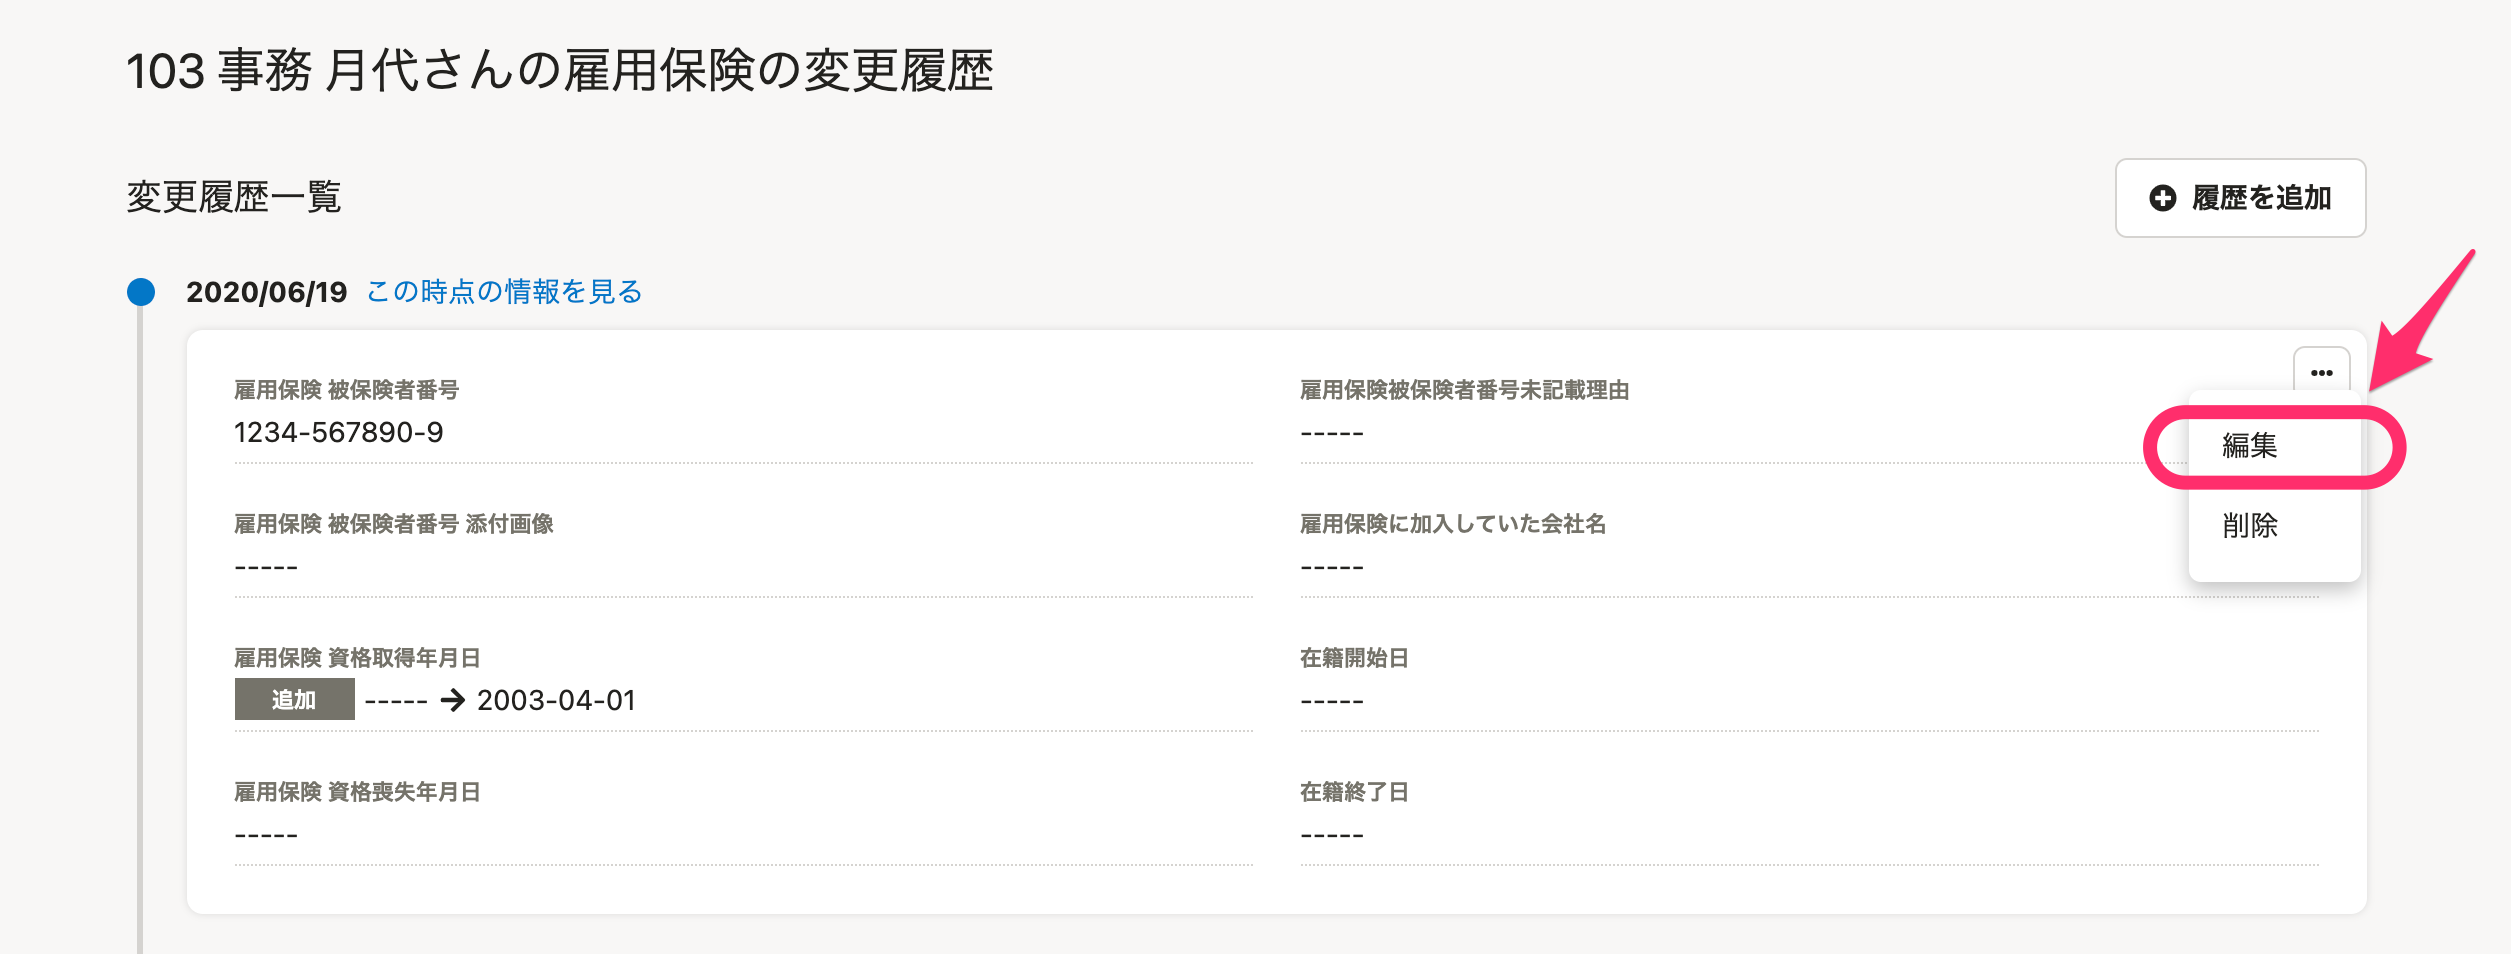 103 事務 月代さんの雇用保険の変更履歴
変更履歴一覧
履歴を追加
2020/06/19 この時点の情報を見る
•••
編集
削除
雇用保険 被保険者番号
1234-567890-9
雇用保険被保険者番号未記載理由
-----
雇用保険 被保険者番号 添付画像
-----
雇用保険に加入していた会社名
-----
雇用保険 資格取得年月日
追加 ----- → 2003-04-01
在籍開始日
-----
雇用保険 資格喪失年月日
-----
在籍終了日
-----